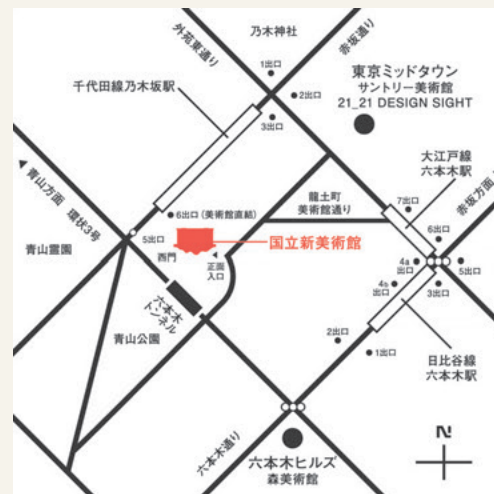 外苑東通り
乃木神社
赤坂通り
1出口
2出口
3出口
千代田線乃木坂駅
東京ミッドタウン
サントリー美術館
21_21 DESIGN SIGHT
大江戸線
六本木駅
赤坂方面
青山方面 環状3号
龍土町
美術館通り
7出口
6出口
6出口(美術館直結)
5出口
国立新美術館
西門
正面
入口
青山霊園
4a
出口
5出口
4b
出口
3出口
六本木
トンネル
青山公園
2出口
1出口
日比谷線
六本木駅
六本木通り
六本木ヒルズ
森美術館
N